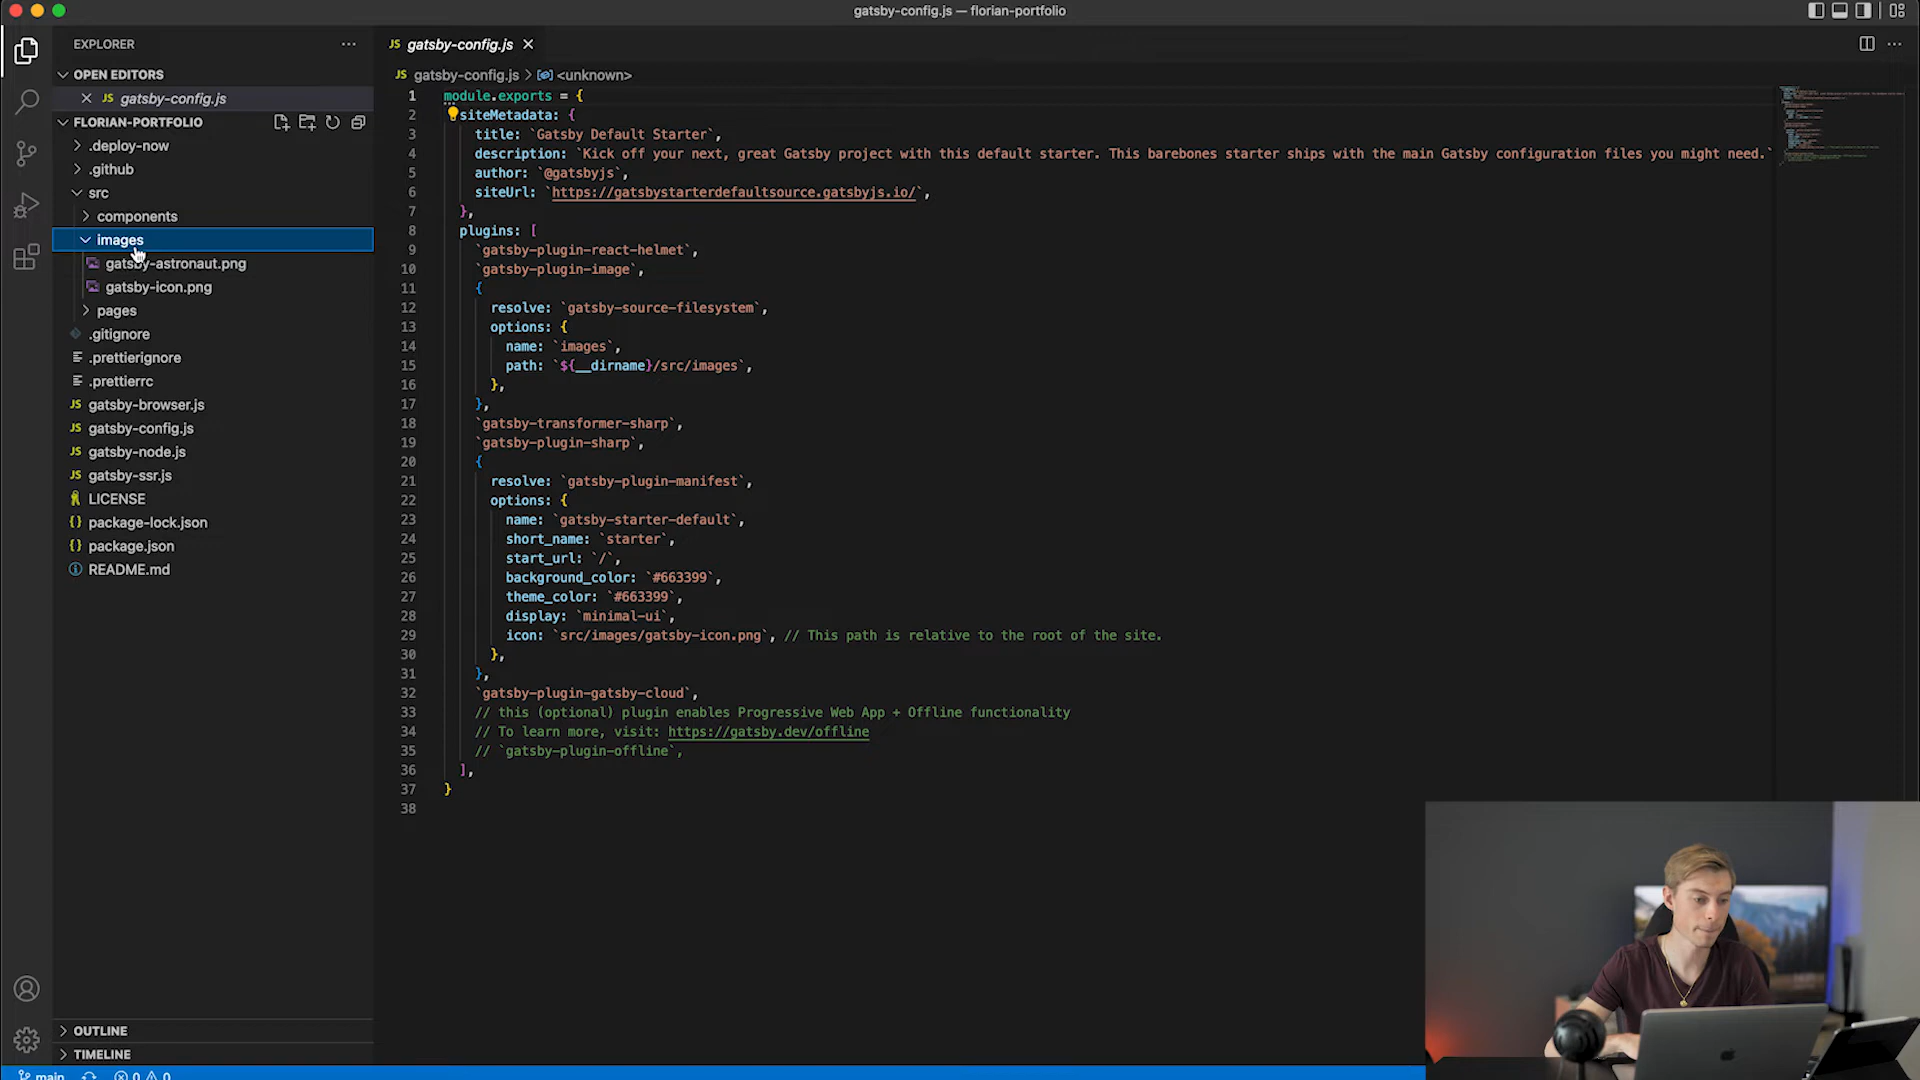 gatsby-config.js — florian-portfolio
EXPLORER
OPEN EDITORS
JS gatsby-config.js
FLORIAN-PORTFOLIO
.deploy-now
.github
src
components
images
gatsby-astronaut.png
gatsby-icon.png
pages
.gitignore
.prettierignore
.prettierrc
JS gatsby-browser.js
JS gatsby-config.js
JS gatsby-node.js
JS gatsby-ssr.js
LICENSE
{} package-lock.json
{} package.json
README.md
OUTLINE
TIMELINE
main 0 0
JS gatsby-config.js
JS gatsby-config.js > <unknown>
1 module.exports = {
2 siteMetadata: {
3 title: `Gatsby Default Starter`,
4 description: `Kick off your next, great Gatsby project with this default starter. This barebones starter ships with the main Gatsby configuration files you might need.`
5 author: `@gatsbyjs`,
6 siteUrl: `https://gatsbystarterdefaultsource.gatsbyjs.io/`,
7 },
8 plugins: [
9 `gatsby-plugin-react-helmet`,
10 `gatsby-plugin-image`,
11 {
12 resolve: `gatsby-source-filesystem`,
13 options: {
14 name: `images`,
15 path: `${__dirname}/src/images`,
16 },
17 },
18 `gatsby-transformer-sharp`,
19 `gatsby-plugin-sharp`,
20 {
21 resolve: `gatsby-plugin-manifest`,
22 options: {
23 name: `gatsby-starter-default`,
24 short_name: `starter`,
25 start_url: `/`,
26 background_color: `#663399`,
27 theme_color: `#663399`,
28 display: `minimal-ui`,
29 icon: `src/images/gatsby-icon.png`, // This path is relative to the root of the site.
30 },
31 },
32 `gatsby-plugin-gatsby-cloud`,
33 // this (optional) plugin enables Progressive Web App + Offline functionality
34 // To learn more, visit: https://gatsby.dev/offline
35 // `gatsby-plugin-offline`,
36 ],
37 }
38